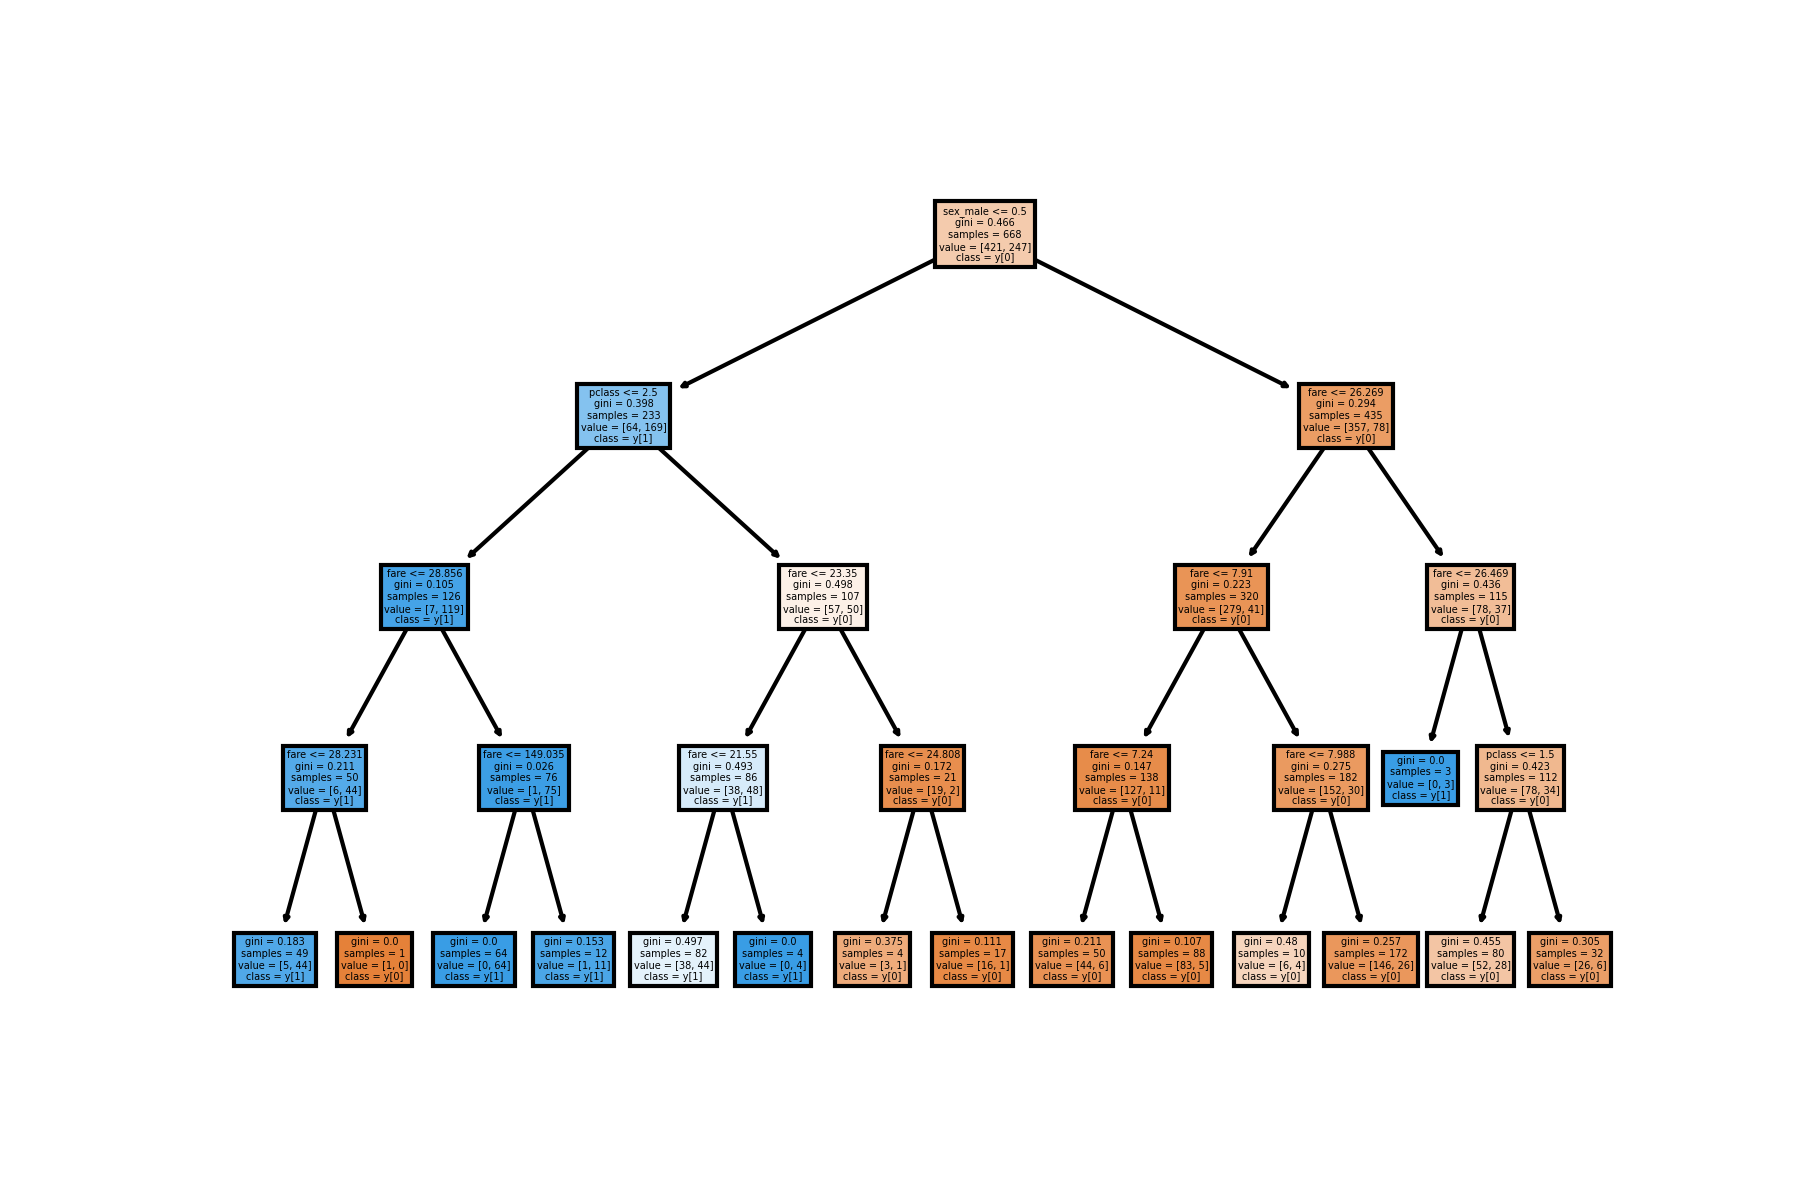 sex_male <= 0.5
gini = 0.466
samples = 668
value = [421, 247]
class = y[0]
pclass <= 2.5
gini = 0.398
samples = 233
value = [64, 169]
class = y[1]
fare <= 26.269
gini = 0.294
samples = 435
value = [357, 78]
class = y[0]
fare <= 28.856
gini = 0.105
samples = 126
value = [7, 119]
class = y[1]
fare <= 23.35
gini = 0.498
samples = 107
value = [57, 50]
class = y[0]
fare <= 7.91
gini = 0.223
samples = 320
value = [279, 41]
class = y[0]
fare <= 26.469
gini = 0.436
samples = 115
value = [78, 37]
class = y[0]
fare <= 28.231
gini = 0.211
samples = 50
value = [6, 44]
class = y[1]
fare <= 149.035
gini = 0.026
samples = 76
value = [1, 75]
class = y[1]
fare <= 21.55
gini = 0.493
samples = 86
value = [38, 48]
class = y[1]
fare <= 24.808
gini = 0.172
samples = 21
value = [19, 2]
class = y[0]
fare <= 7.24
gini = 0.147
samples = 138
value = [127, 11]
class = y[0]
fare <= 7.988
gini = 0.275
samples = 182
value = [152, 30]
class = y[0]
gini = 0.0
samples = 3
value = [0, 3]
class = y[1]
pclass <= 1.5
gini = 0.423
samples = 112
value = [78, 34]
class = y[0]
gini = 0.183
samples = 49
value = [5, 44]
class = y[1]
gini = 0.0
samples = 1
value = [1, 0]
class = y[0]
gini = 0.0
samples = 64
value = [0, 64]
class = y[1]
gini = 0.153
samples = 12
value = [1, 11]
class = y[1]
gini = 0.497
samples = 82
value = [38, 44]
class = y[1]
gini = 0.0
samples = 4
value = [0, 4]
class = y[1]
gini = 0.375
samples = 4
value = [3, 1]
class = y[0]
gini = 0.111
samples = 17
value = [16, 1]
class = y[0]
gini = 0.211
samples = 50
value = [44, 6]
class = y[0]
gini = 0.107
samples = 88
value = [83, 5]
class = y[0]
gini = 0.48
samples = 10
value = [6, 4]
class = y[0]
gini = 0.257
samples = 172
value = [146, 26]
class = y[0]
gini = 0.455
samples = 80
value = [52, 28]
class = y[0]
gini = 0.305
samples = 32
value = [26, 6]
class = y[0]